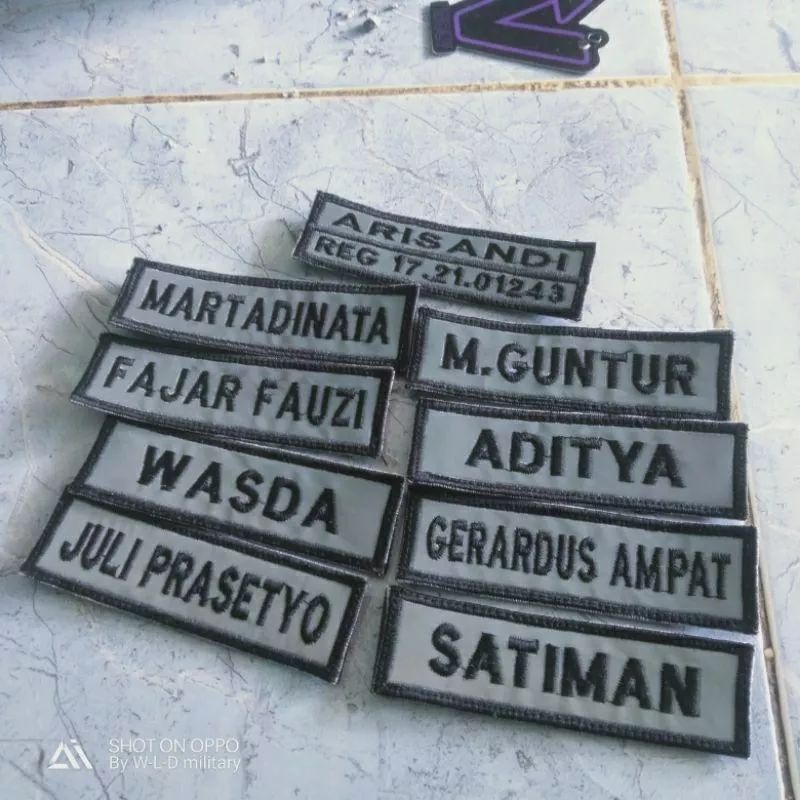 ARISANDI
REG 17.21.01243
MARTADINATA
FAJAR FAUZI
WASDA
JULI PRASETYO
M.GUNTUR
ADITYA
GERARDUS AMPAT
SATIMAN
SHOT ON OPPO
By W-L-D military